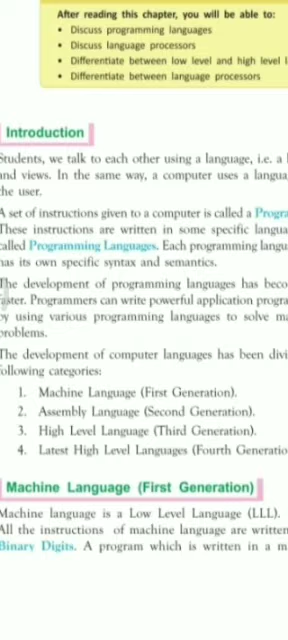 After reading this chapter, you will be able to:
• Discuss programming languages
• Discuss language processors
• Differentiate between low level and high level l
• Differentiate between language processors
Introduction
Students, we talk to each other using a language, i.e. a
and views. In the same way, a computer uses a langua
the user.
A set of instructions given to a computer is called a Progra
These instructions are written in some specific langua
called Programming Languages. Each programming langu
has its own specific syntax and semantics.
The development of programming languages has beco
faster. Programmers can write powerful application progra
by using various programming languages to solve ma
problems.
The development of computer languages has been divi
following categories:
1. Machine Language (First Generation).
2. Assembly Language (Second Generation).
3. High Level Language (Third Generation).
4. Latest High Level Languages (Fourth Generatio
Machine Language (First Generation)
Machine language is a Low Level Language (LLL).
All the instructions of machine language are written
Binary Digits. A program which is written in a m